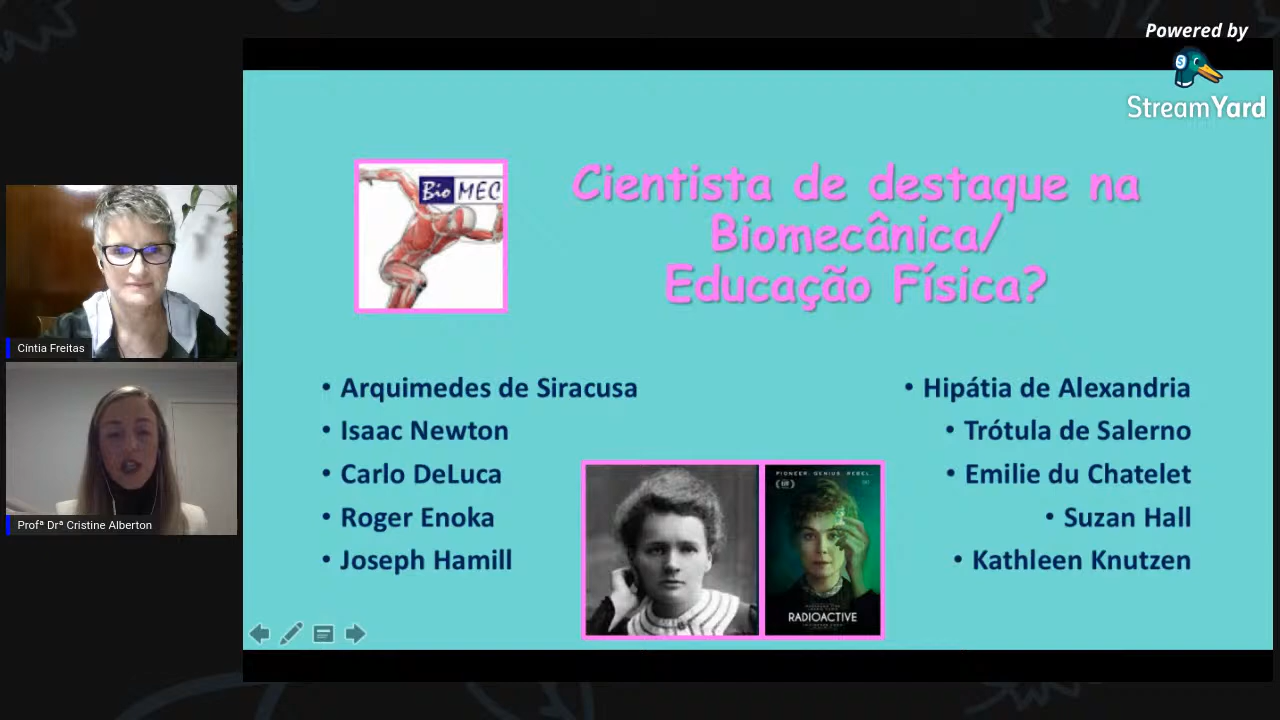 Powered by
StreamYard
Bio MEC
Cientista de destaque na
Biomecânica/
Educação Física?
Cíntia Freitas
Profª Drª Cristine Alberton
• Arquimedes de Siracusa
• Isaac Newton
• Carlo DeLuca
• Roger Enoka
• Joseph Hamill
• Hipátia de Alexandria
• Trótula de Salerno
• Emilie du Chatelet
• Suzan Hall
• Kathleen Knutzen
PIONEER. GENIUS. REBEL.
RADIOACTIVE